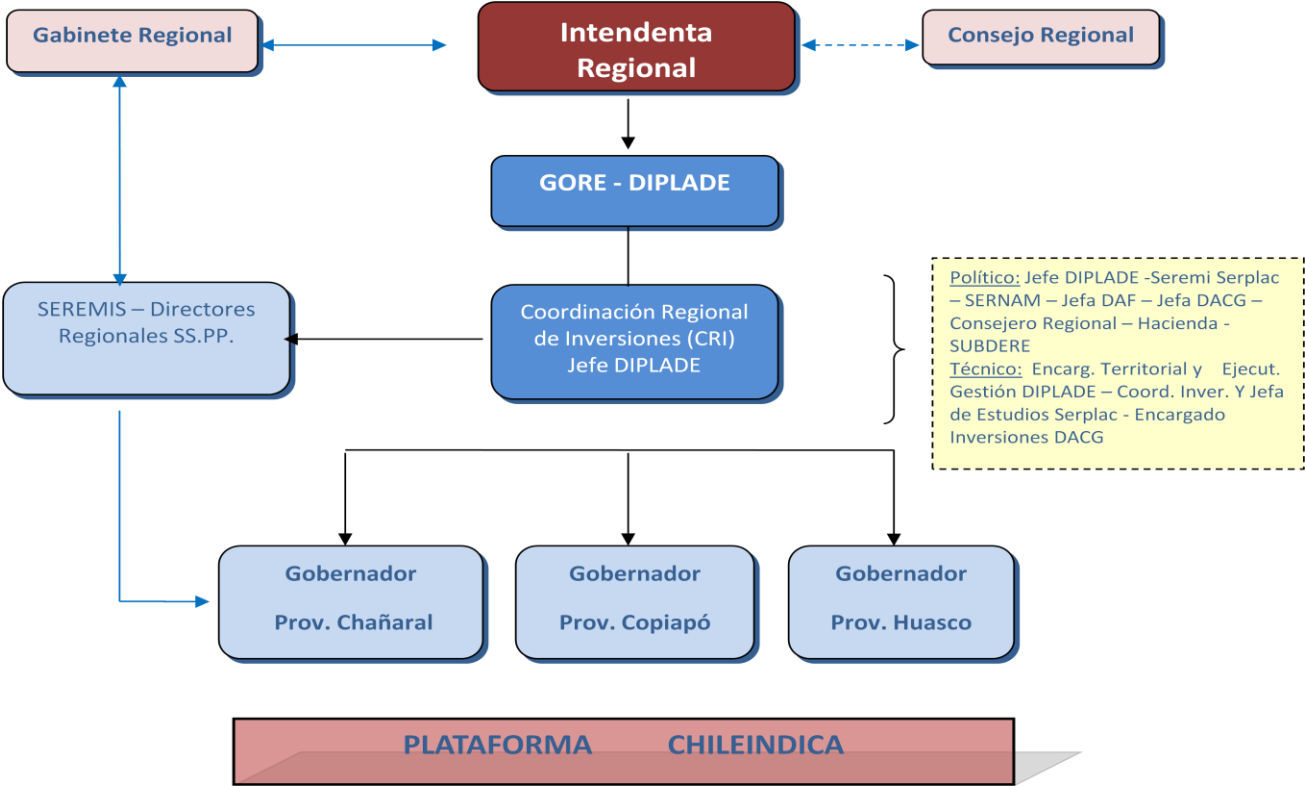 Gabinete Regional
Intendenta
Regional
Consejo Regional
GORE - DIPLADE
SEREMIS – Directores
Regionales SS.PP.
Coordinación Regional
de Inversiones (CRI)
Jefe DIPLADE
Político: Jefe DIPLADE -Seremi Serplac
– SERNAM – Jefa DAF – Jefa DACG –
Consejero Regional – Hacienda -
SUBDERE
Técnico: Encarg. Territorial y Ejecut.
Gestión DIPLADE – Coord. Inver. Y Jefa
de Estudios Serplac - Encargado
Inversiones DACG
Gobernador
Prov. Chañaral
Gobernador
Prov. Copiapó
Gobernador
Prov. Huasco
PLATAFORMA CHILEINDICA